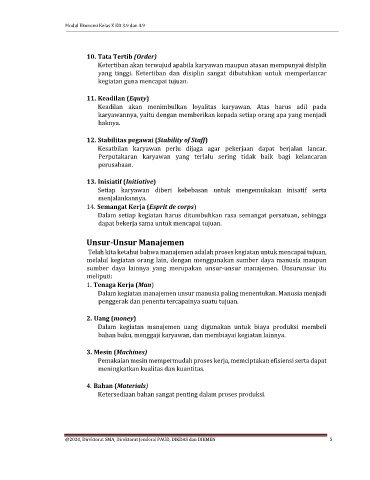 Modul Ekonomi Kelas X KD 3.9 dan 4.9
10. Tata Tertib (Order)
Ketertiban akan terwujud apabila karyawan maupun atasan mempunyai disiplin
yang tinggi. Ketertiban dan disiplin sangat dibutuhkan untuk memperlancar
kegiatan guna mencapai tujuan.
11. Keadilan (Equty)
Keadilan akan menimbulkan loyalitas karyawan. Atas harus adil pada
karyawannya, yaitu dengan memberikan kepada setiap orang apa yang menjadi
haknya.
12. Stabilitas pegawai (Stability of Staff)
Kesatbilan karyawan perlu dijaga agar pekerjaan dapat berjalan lancar.
Perputakaran karyawan yang terlalu sering tidak baik bagi kelancaran
perusahaan.
13. Inisiatif (Initiative)
Setiap karyawan diberi kebebasan untuk mengemukakan inisatif serta
menjalankannya.
14. Semangat Kerja (Esprit de corps)
Dalam setiap kegiatan harus ditumbuhkan rasa semangat persatuan, sehingga
dapat bekerja sama untuk mencapai tujuan.
Unsur-Unsur Manajemen
Telah kita ketahui bahwa manajemen adalah proses kegiatan untuk mencapai tujuan,
melalui kegiatan orang lain, dengan menggunakan sumber daya manusia maupun
sumber daya lainnya yang merupakan unsur-unsur manajemen. Unsurunsur itu
meliputi:
1. Tenaga Kerja (Man)
Dalam kegiatan manajemen unsur manusia paling menentukan. Manusia menjadi
penggerak dan penentu tercapainya suatu tujuan.
2. Uang (money)
Dalam kegiatan manajemen uang digunakan untuk biaya produksi membeli
bahan baku, menggaji karyawan, dan membiayai kegiatan lainnya.
3. Mesin (Machines)
Pemakaian mesin mempermudah proses kerja, menciptakan efisiensi serta dapat
meningkatkan kualitas dan kuantitas.
4. Bahan (Materials)
Ketersediaan bahan sangat penting dalam proses produksi.
@2020, Direktorat SMA, Direktorat Jenderal PAUD, DIKDAS dan DIKMEN